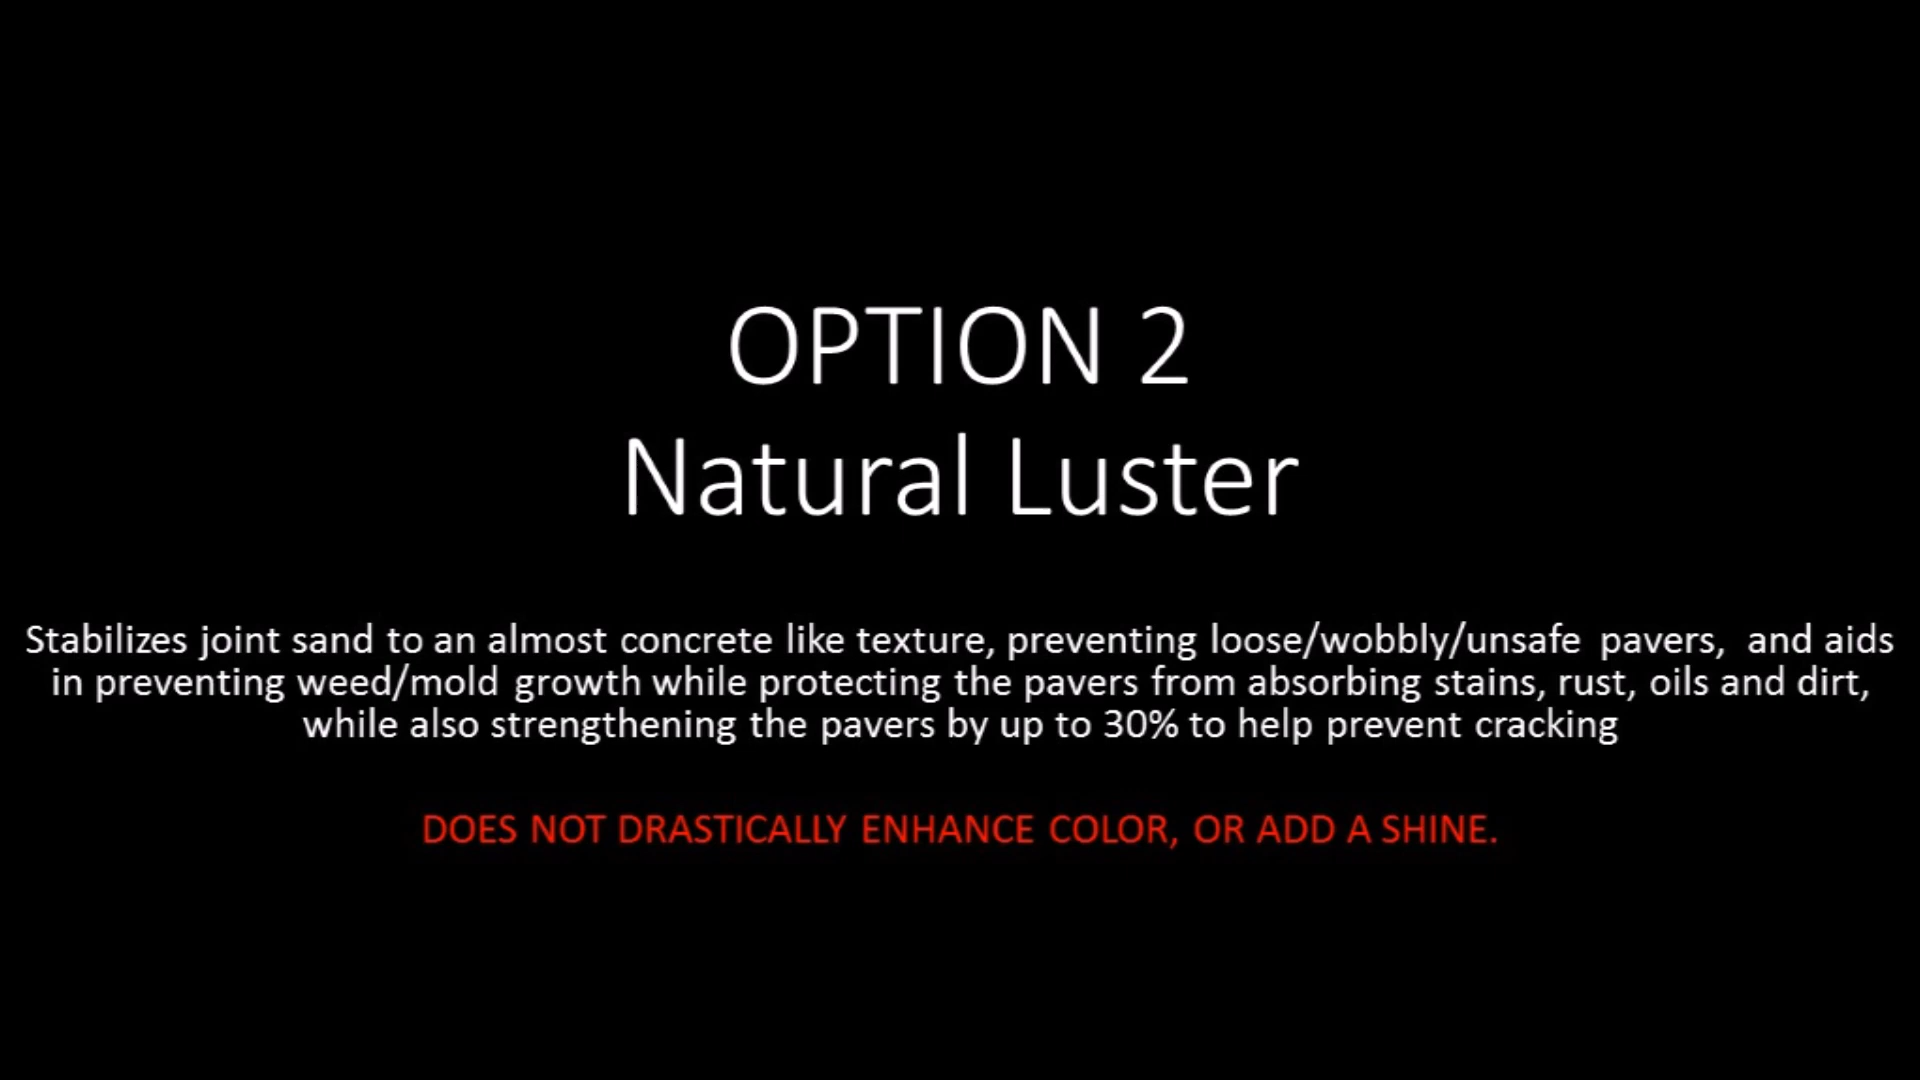 OPTION 2
Natural Luster
Stabilizes joint sand to an almost concrete like texture, preventing loose/wobbly/unsafe pavers, and aids
in preventing weed/mold growth while protecting the pavers from absorbing stains, rust, oils and dirt,
while also strengthening the pavers by up to 30% to help prevent cracking
DOES NOT DRASTICALLY ENHANCE COLOR, OR ADD A SHINE.